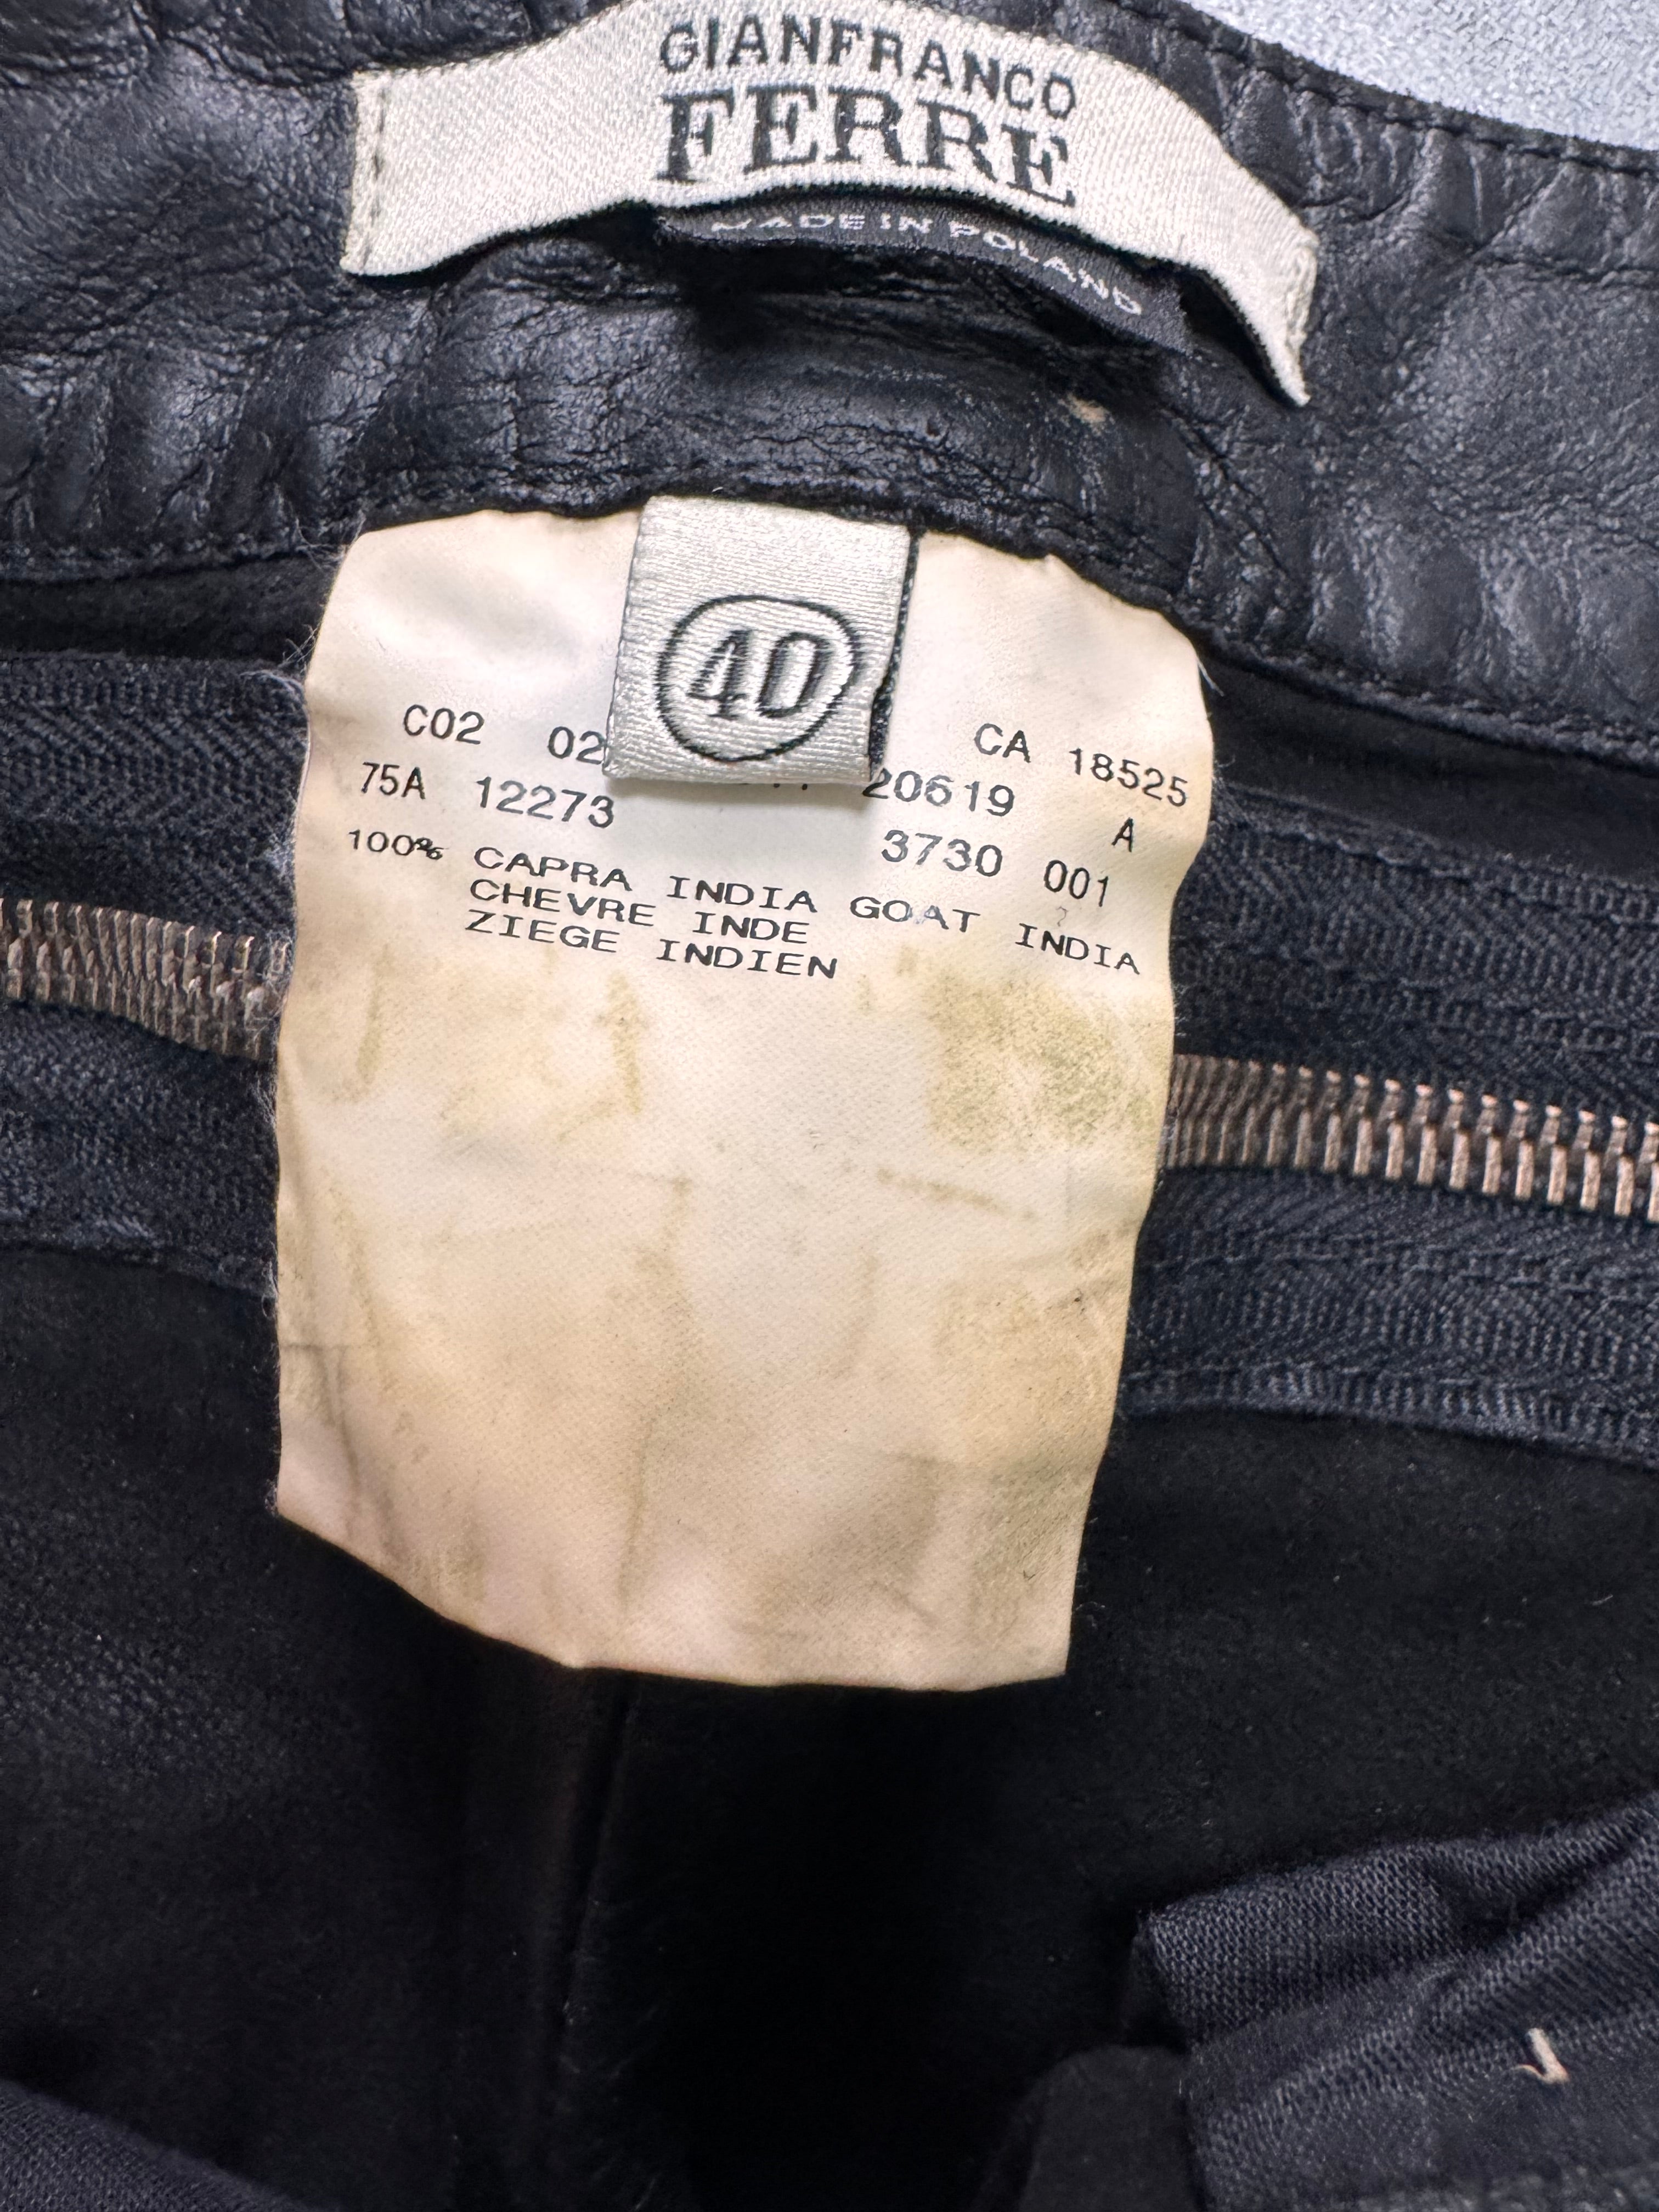 GIANFRANCO
FERRE
MADE IN POLAND
40
C02 02 CA 18525
75A 12273 20619 A
3730 001
100% CAPRA INDIA GOAT INDIA
CHEVRE INDE
ZIEGE INDIEN